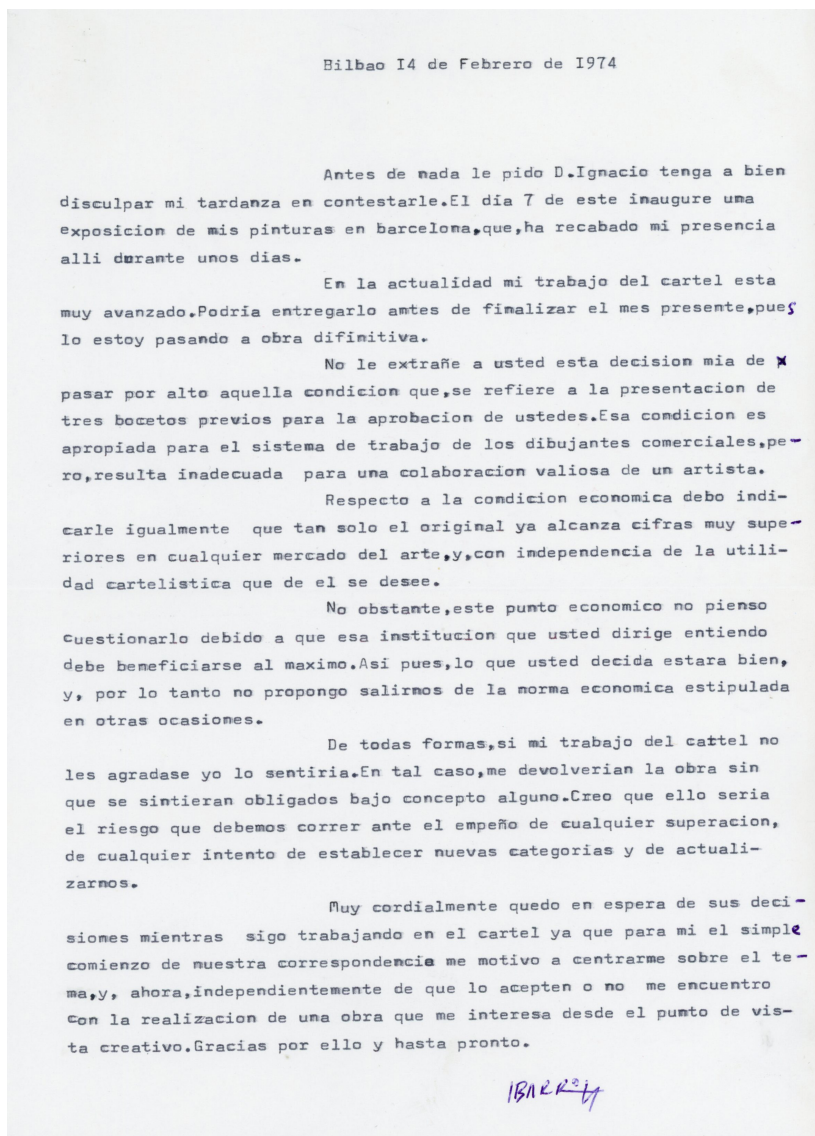 Bilbao I4 de Febrero de I974
Antes de nada le pido D.Ignacio tenga a bien
disculpar mi tardanza en contestarle.El día 7 de este inaugure una
exposicion de mis pinturas en barcelona,que,ha recabado mi presencia
alli durante unos dias.
En la actualidad mi trabajo del cartel esta
muy avanzado.Podría entregarlo amtes de finalizar el mes presente,pues
lo estoy pasando a obra difinitiva.
No le extrañe a usted esta decision mia de
pasar por alto aquella condicion que,se refiere a la presentacion de
tres bocetos previos para la aprobacion de ustedes.Esa condicion es
apropiada para el sistema de trabajo de los dibujantes comerciales,pe-
ro,resulta inadecuada para una colaboracion valiosa de un artista.
Respecto a la condicion economica debo indi-
carle igualmente que tan solo el original ya alcanza cifras muy supe-
riores en cualquier mercado del arte,y,con independencia de la utili-
dad cartelistica que de el se desee.
No obstante,este punto economico no pienso
cuestionarlo debido a que esa institucion que usted dirige entiendo
debe bemeficiarse al maximo.Así pues,lo que usted decida estara bien,
y, por lo tanto no propongo salirmos de la morma economica estipulada
en otras ocasiones.
De todas formas,si mi trabajo del cartel no
les agradase yo lo sentiria.En tal caso,me devolverian la obra sin
que se sintieran obligados bajo concepto alguno.Creo que ello seria
el riesgo que debemos correr ante el empeño de cualquier superacion,
de cualquier intento de establecer nuevas categorias y de actuali-
zarmos.
Muy cordialmente quedo en espera de sus deci-
siomes mientras sigo trabajando en el cartel ya que para mi el simple
comienzo de muestra correspondencia me motivo a centrarme sobre el te-
ma,y, ahora,independientemente de que lo acepten o no me encuentro
con la realizacion de una obra que me interesa desde el pumto de vis-
ta creativo.Gracias por ello y hasta pronto.
IBARROLA